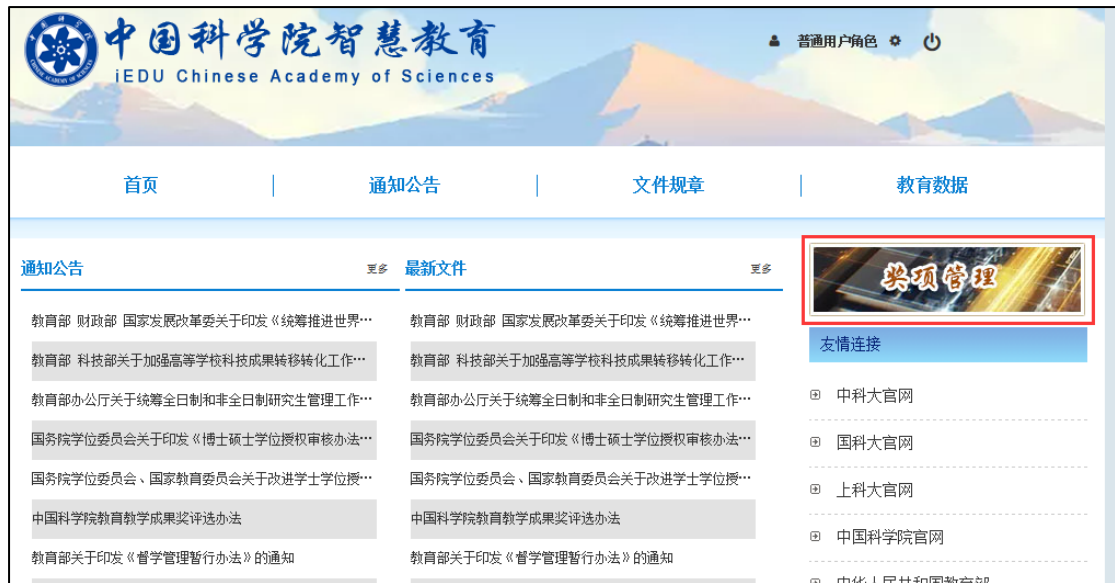 中国科学院智慧教育
iEDU Chinese Academy of Sciences
普通用户角色
首页
通知公告
文件规章
教育数据
通知公告
更多
教育部 财政部 国家发展改革委关于印发《统筹推进世界…
教育部 科技部关于加强高等学校科技成果转移转化工作…
教育部办公厅关于统筹全日制和非全日制研究生管理工作…
国务院学位委员会关于印发《博士硕士学位授权审核办法…
国务院学位委员会、国家教育委员会关于改进学士学位授…
中国科学院教育教学成果奖评选办法
教育部关于印发《督学管理暂行办法》的通知
最新文件
更多
教育部 财政部 国家发展改革委关于印发《统筹推进世界…
教育部 科技部关于加强高等学校科技成果转移转化工作…
教育部办公厅关于统筹全日制和非全日制研究生管理工作…
国务院学位委员会关于印发《博士硕士学位授权审核办法…
国务院学位委员会、国家教育委员会关于改进学士学位授…
中国科学院教育教学成果奖评选办法
教育部关于印发《督学管理暂行办法》的通知
奖项管理
友情连接
中科大官网
国科大官网
上科大官网
中国科学院官网
中华人民共和国教育部